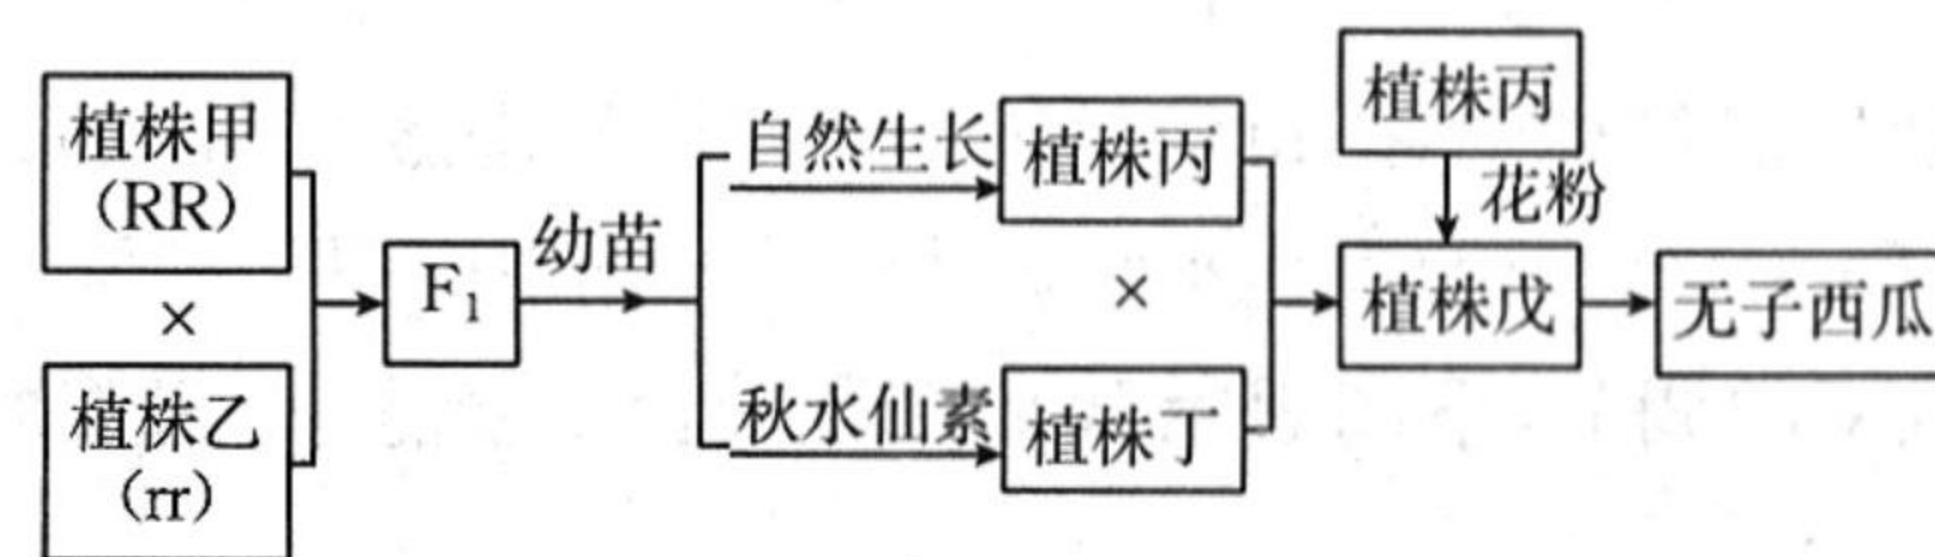 植株甲
(RR)
×
植株乙
(rr)
F₁
幼苗
自然生长
秋水仙素
植株丙
×
植株丁
植株丙
花粉
植株戊
无子西瓜